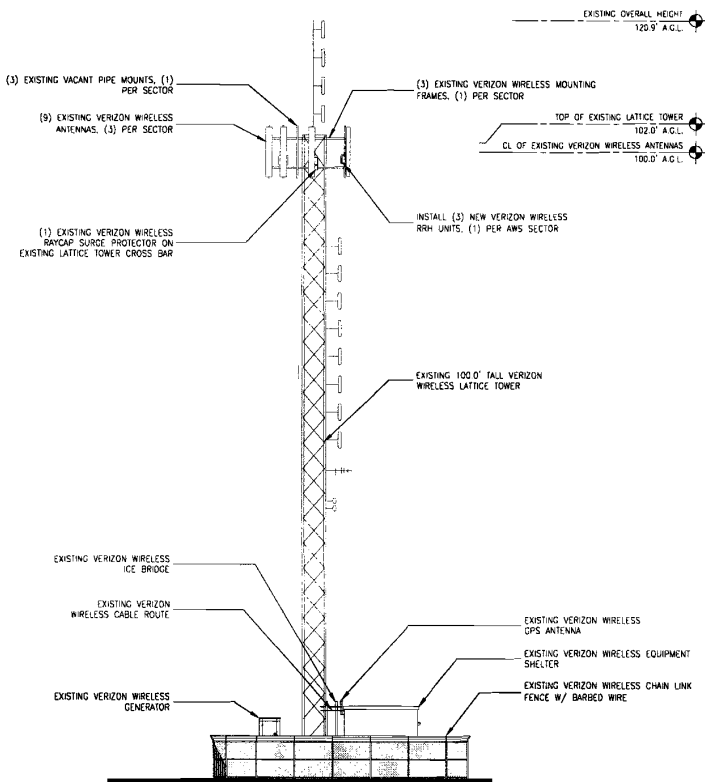 EXISTING OVERALL HEIGHT
120.9' A.G.L.
(3) EXISTING VACANT PIPE MOUNTS, (1)
PER SECTOR
(3) EXISTING VERIZON WIRELESS MOUNTING
FRAMES, (1) PER SECTOR
(9) EXISTING VERIZON WIRELESS
ANTENNAS, (3) PER SECTOR
TOP OF EXISTING LATTICE TOWER
102.0' A.G.L.
CL OF EXISTING VERIZON WIRELESS ANTENNAS
100.0' A.G.L.
(1) EXISTING VERIZON WIRELESS
RAYCAP SURGE PROTECTOR ON
EXISTING LATTICE TOWER CROSS BAR
INSTALL (3) NEW VERIZON WIRELESS
RRH UNITS, (1) PER AWS SECTOR
EXISTING 100.0' TALL VERIZON
WIRELESS LATTICE TOWER
EXISTING VERIZON WIRELESS
ICE BRIDGE
EXISTING VERIZON
WIRELESS CABLE ROUTE
EXISTING VERIZON WIRELESS
GPS ANTENNA
EXISTING VERIZON WIRELESS EQUIPMENT
SHELTER
EXISTING VERIZON WIRELESS
GENERATOR
EXISTING VERIZON WIRELESS CHAIN LINK
FENCE W/ BARBED WIRE